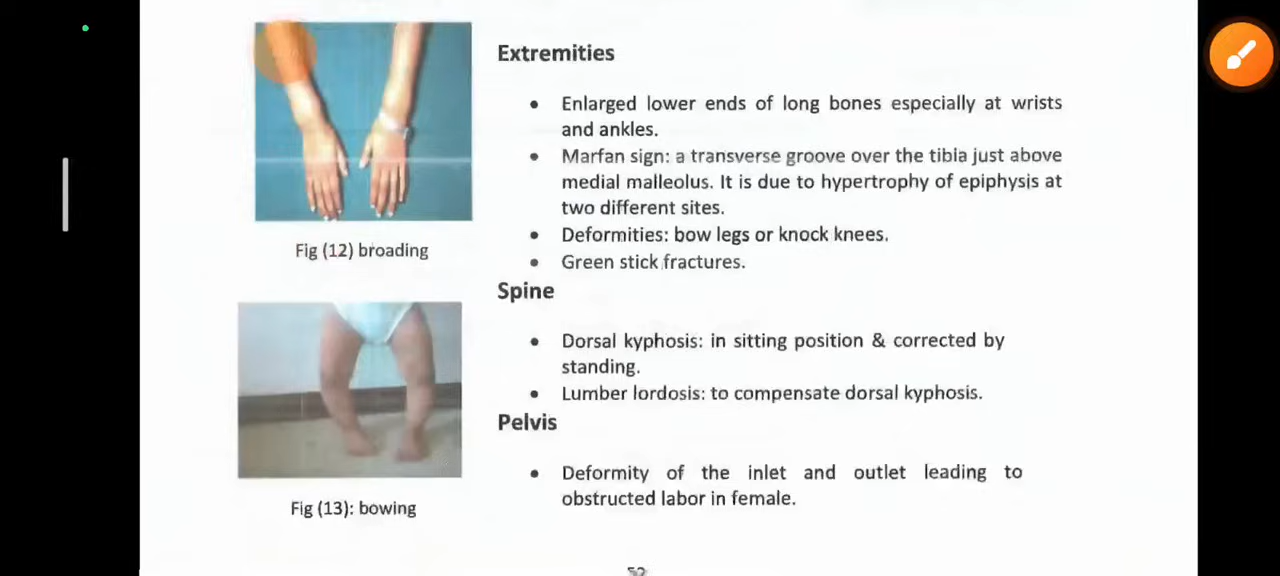 Extremities
• Enlarged lower ends of long bones especially at wrists
and ankles.
• Marfan sign: a transverse groove over the tibia just above
medial malleolus. It is due to hypertrophy of epiphysis at
two different sites.
• Deformities: bow legs or knock knees.
• Green stick fractures.
Fig (12) broading
Spine
• Dorsal kyphosis: in sitting position & corrected by
standing.
• Lumber lordosis: to compensate dorsal kyphosis.
Pelvis
• Deformity of the inlet and outlet leading to
obstructed labor in female.
Fig (13): bowing